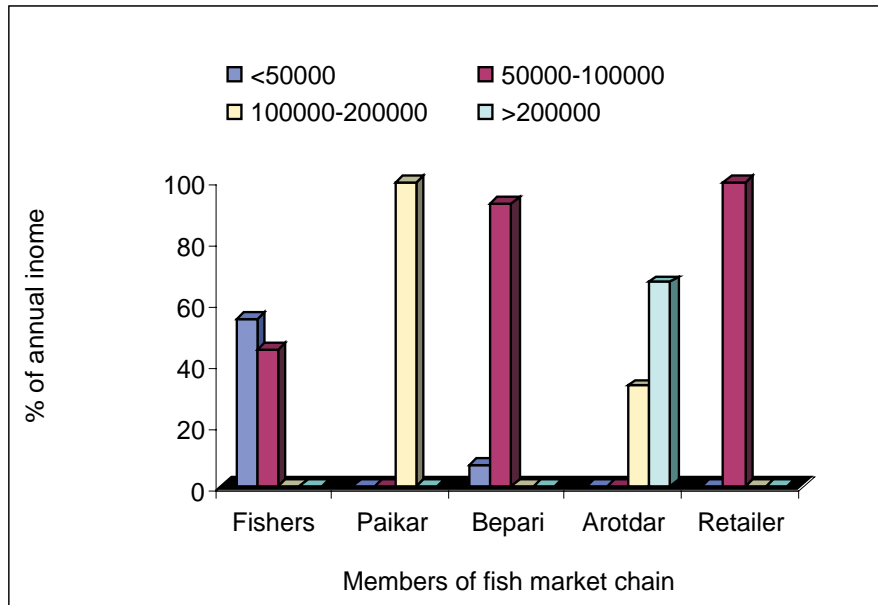 <50000 50000-100000
100000-200000 >200000
100
80
60
40
20
0
% of annual inome
Fishers Paikar Bepari Arotdar Retailer
Members of fish market chain